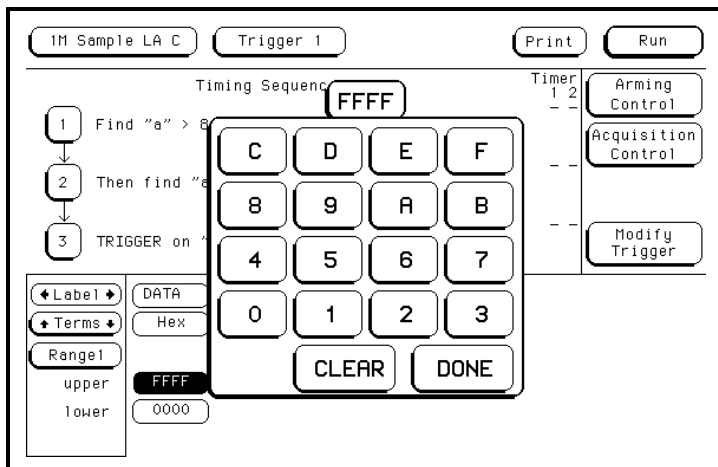 1M Sample LA C Trigger 1 Print Run
Timing Sequenc Timer
1 2
FFFF
Arming
Control
1 Find "a" > 8
Acquisition
Control
2 Then find "a
3 TRIGGER on "
Modify
Trigger
C D E F
8 9 A B
4 5 6 7
0 1 2 3
CLEAR DONE
Label DATA
Terms Hex
Range1
upper FFFF
lower 0000